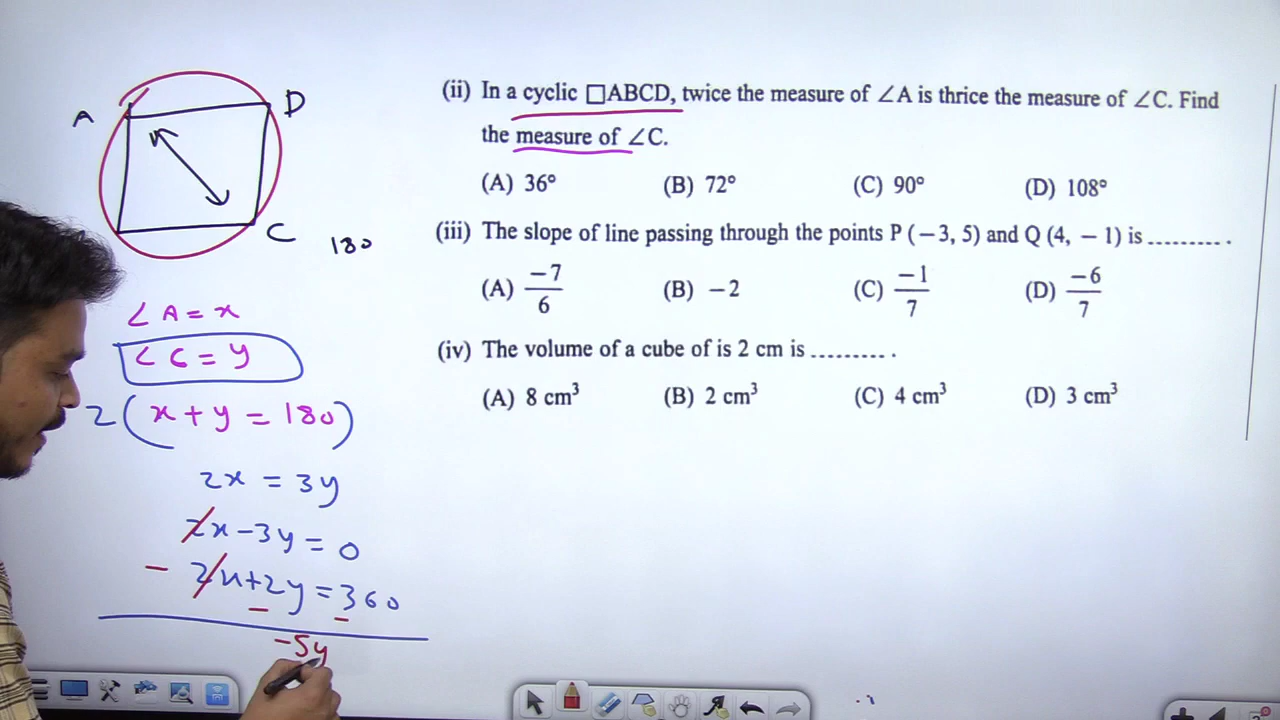 A
D
C
180
∠A = x
∠C = y
2(x + y = 180)
2x = 3y
2x - 3y = 0
- 2x + 2y = 360
- -
-5y
(ii) In a cyclic □ABCD, twice the measure of ∠A is thrice the measure of ∠C. Find
the measure of ∠C.
(A) 36° (B) 72° (C) 90° (D) 108°
(iii) The slope of line passing through the points P (−3, 5) and Q (4, − 1) is ......... .
(A) −7/6 (B) −2 (C) −1/7 (D) −6/7
(iv) The volume of a cube of is 2 cm is ......... .
(A) 8 cm³ (B) 2 cm³ (C) 4 cm³ (D) 3 cm³